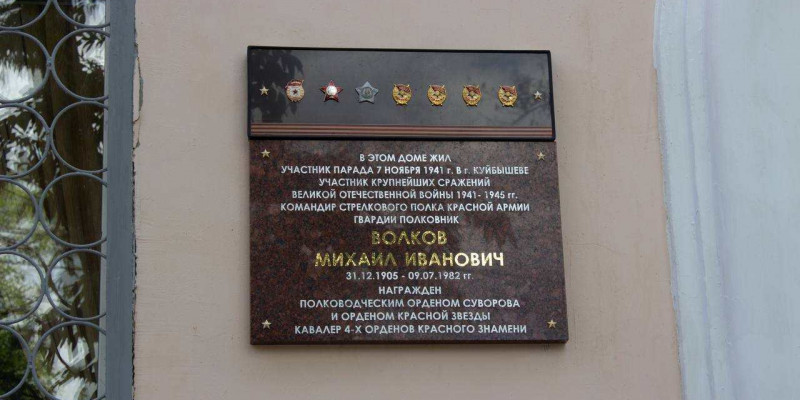 В ЭТОМ ДОМЕ ЖИЛ
УЧАСТНИК ПАРАДА 7 НОЯБРЯ 1941 г. В г. КУЙБЫШЕВЕ
УЧАСТНИК КРУПНЕЙШИХ СРАЖЕНИЙ
ВЕЛИКОЙ ОТЕЧЕСТВЕННОЙ ВОЙНЫ 1941- 1945 гг.
КОМАНДИР СТРЕЛКОВОГО ПОЛКА КРАСНОЙ АРМИИ
ГВАРДИИ ПОЛКОВНИК
ВОЛКОВ
МИХАИЛ ИВАНОВИЧ
31.12.1905 - 09.07.1982 гг.
НАГРАЖДЕН
ПОЛКОВОДЧЕСКИМ ОРДЕНОМ СУВОРОВА
И ОРДЕНОМ КРАСНОЙ ЗВЕЗДЫ
КАВАЛЕР 4-Х ОРДЕНОВ КРАСНОГО ЗНАМЕНИ